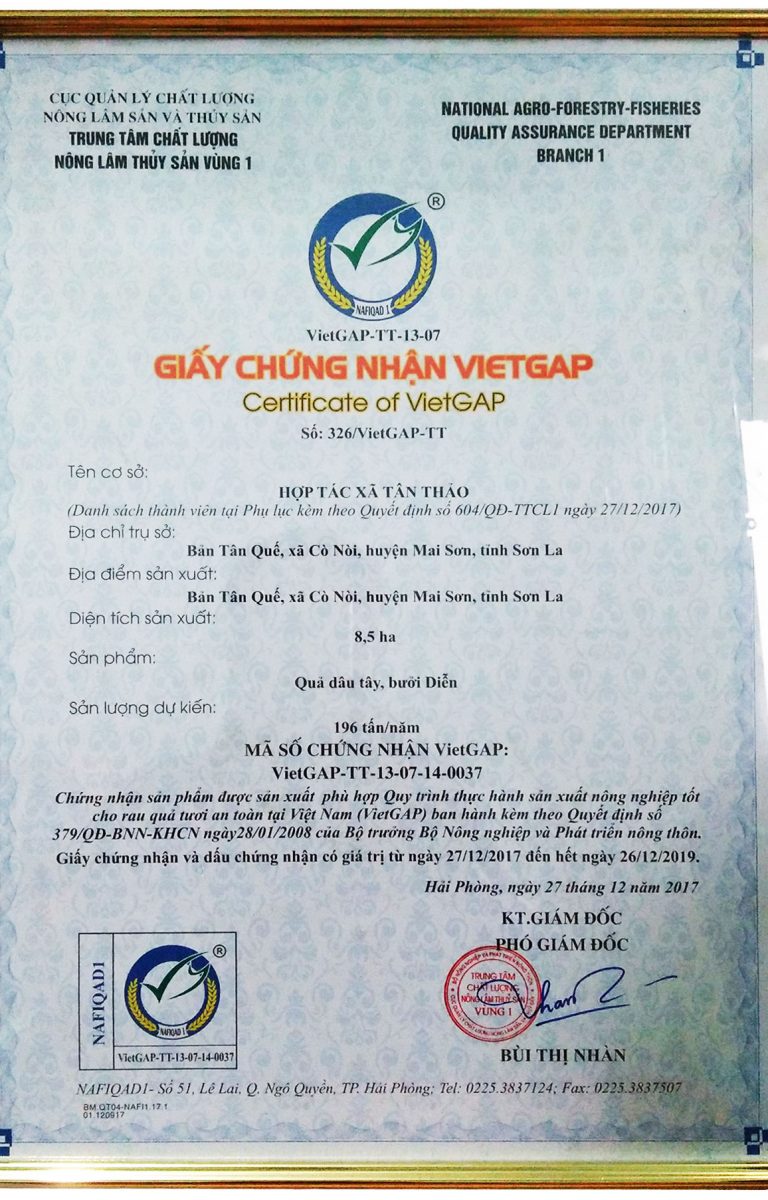 CỤC QUẢN LÝ CHẤT LƯỢNG
NÔNG LÂM SẢN VÀ THỦY SẢN
TRUNG TÂM CHẤT LƯỢNG
NÔNG LÂM THỦY SẢN VÙNG 1
NATIONAL AGRO-FORESTRY-FISHERIES
QUALITY ASSURANCE DEPARTMENT
BRANCH 1
®
NAFIQAD 1
VietGAP-TT-13-07
GIẤY CHỨNG NHẬN VIETGAP
Certificate of VietGAP
Số: 326/VietGAP-TT
Tên cơ sở:
HỢP TÁC XÃ TÂN THẢO
(Danh sách thành viên tại Phụ lục kèm theo Quyết định số 604/QĐ-TTCL1 ngày 27/12/2017)
Địa chỉ trụ sở:
Bản Tân Quế, xã Cò Nòi, huyện Mai Sơn, tỉnh Sơn La
Địa điểm sản xuất:
Bản Tân Quế, xã Cò Nòi, huyện Mai Sơn, tỉnh Sơn La
Diện tích sản xuất:
8,5 ha
Sản phẩm:
Quả dâu tây, bưởi Diễn
Sản lượng dự kiến:
196 tấn/năm
MÃ SỐ CHỨNG NHẬN VietGAP:
VietGAP-TT-13-07-14-0037
Chứng nhận sản phẩm được sản xuất phù hợp Quy trình thực hành sản xuất nông nghiệp tốt
cho rau quả tươi an toàn tại Việt Nam (VietGAP) ban hành kèm theo Quyết định số
379/QĐ-BNN-KHCN ngày28/01/2008 của Bộ trưởng Bộ Nông nghiệp và Phát triển nông thôn.
Giấy chứng nhận và dấu chứng nhận có giá trị từ ngày 27/12/2017 đến hết ngày 26/12/2019.
Hải Phòng, ngày 27 tháng 12 năm 2017
KT.GIÁM ĐỐC
PHÓ GIÁM ĐỐC
TRUNG TÂM
CHẤT LƯỢNG
NÔNG LÂM THỦY SẢN
VÙNG 1
BÙI THỊ NHÀN
NAFIQAD1
®
NAFIQAD 1
VietGAP-TT-13-07-14-0037
NAFIQAD1- Số 51, Lê Lai, Q. Ngô Quyền, TP. Hải Phòng; Tel: 0225.3837124; Fax: 0225.3837507
BM.QT04-NAFI1.17.1
01.120917